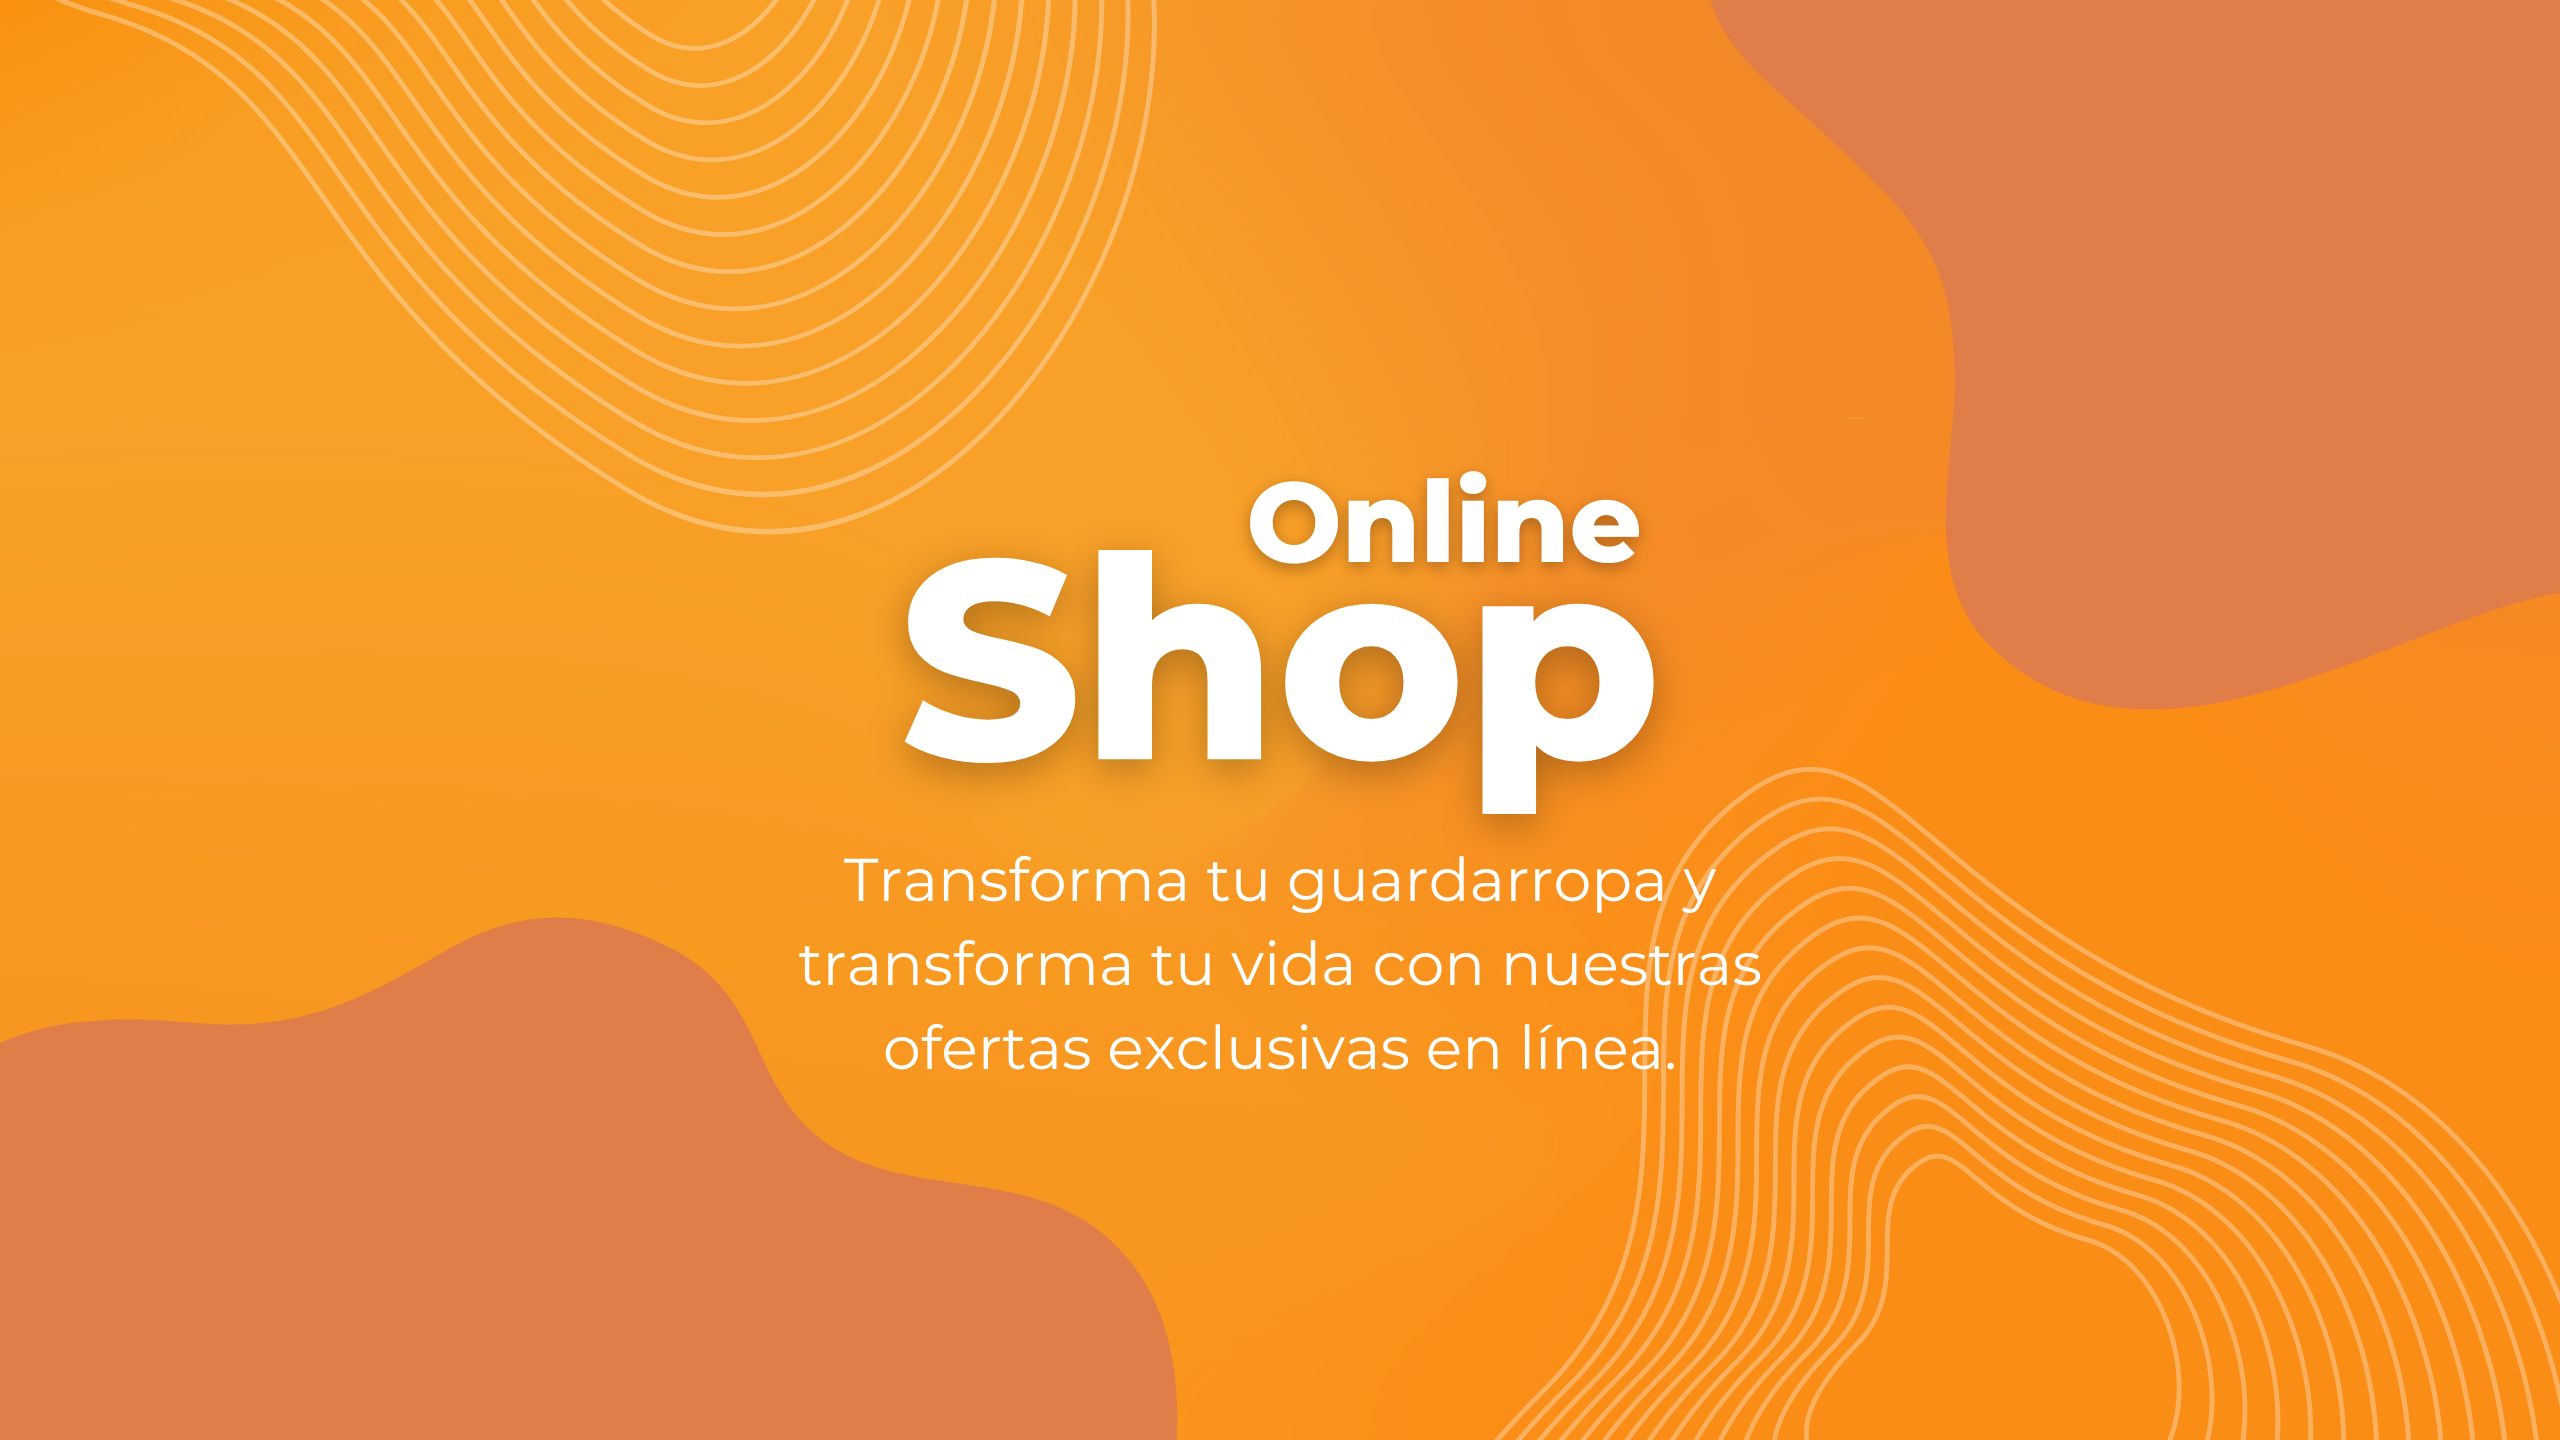 Online
Shop
Transforma tu guardarropa y
transforma tu vida con nuestras
ofertas exclusivas en línea.